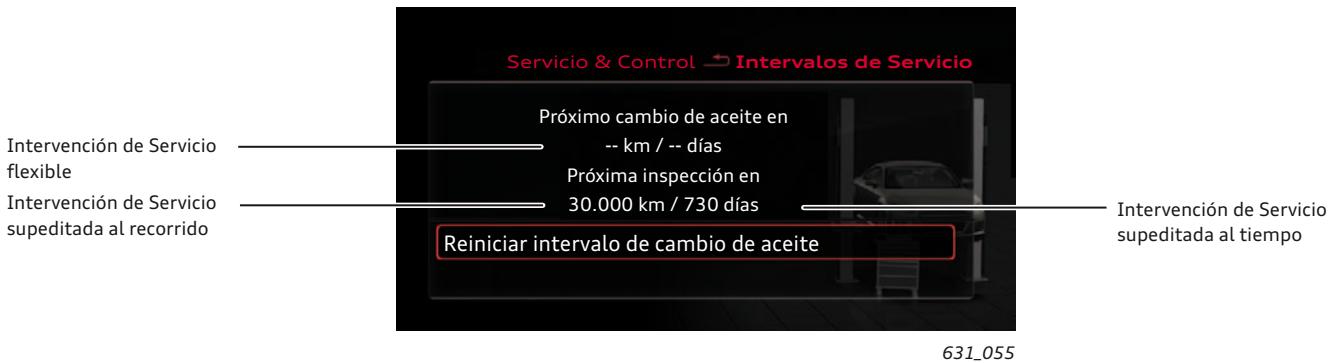 Servicio & Control Intervalos de Servicio
Próximo cambio de aceite en
-- km / -- días
Próxima inspección en
30.000 km / 730 días
Reiniciar intervalo de cambio de aceite
Intervención de Servicio
flexible
Intervención de Servicio
supeditada al recorrido
Intervención de Servicio
supeditada al tiempo
631_055